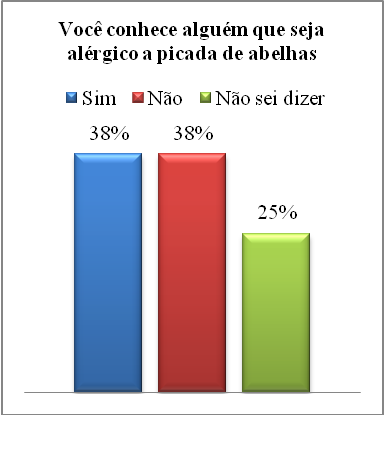 Você conhece alguém que seja
alérgico a picada de abelhas
Sim Não Não sei dizer
38% 38%
25%